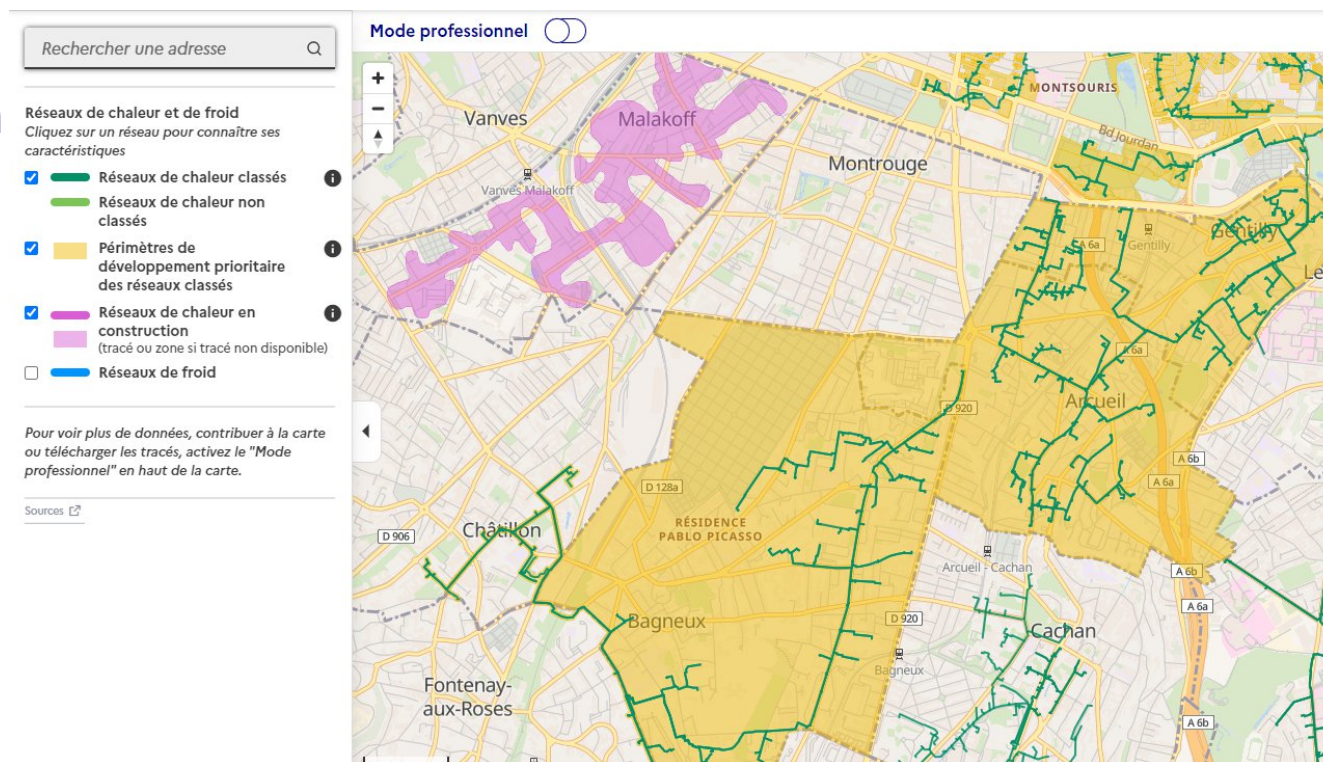 Rechercher une adresse
Réseaux de chaleur et de froid
Cliquez sur un réseau pour connaître ses
caractéristiques
Réseaux de chaleur classés
Réseaux de chaleur non
classés
Périmètres de
développement prioritaire
des réseaux classés
Réseaux de chaleur en
construction
(tracé ou zone si tracé non disponible)
Réseaux de froid
Pour voir plus de données, contribuer à la carte
ou télécharger les tracés, activez le "Mode
professionnel" en haut de la carte.
Sources
Mode professionnel
MONTSOURIS
Vanves
Malakoff
Bd Jourdan
Montrouge
Vanves Malakoff
Gentilly
A 6a
Gentilly
Le
A 6a
Arcueil
D 920
A 6b
A 6a
D 128a
RÉSIDENCE
PABLO PICASSO
Châtillon
D 906
Arcueil - Cachan
A 6b
A 6a
Bagneux
D 920
Cachan
Bagneux
Fontenay-
aux-Roses
A 6b